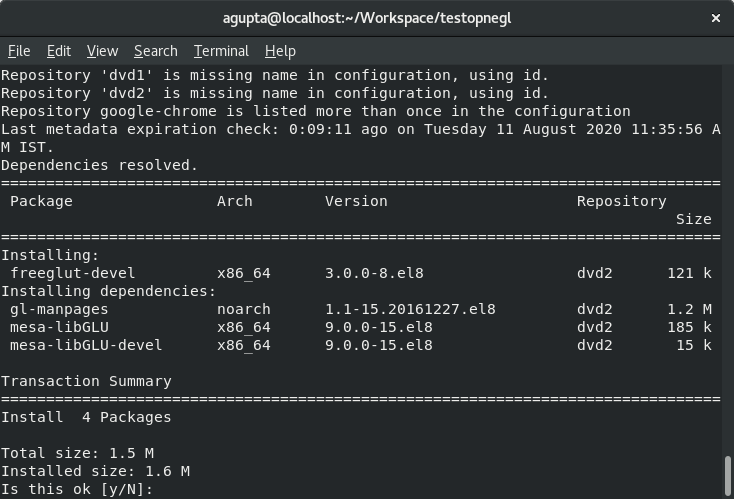 agupta@localhost:~/Workspace/testopnegl
×
File Edit View Search Terminal Help
Repository 'dvd1' is missing name in configuration, using id.
Repository 'dvd2' is missing name in configuration, using id.
Repository google-chrome is listed more than once in the configuration
Last metadata expiration check: 0:09:11 ago on Tuesday 11 August 2020 11:35:56 A
M IST.
Dependencies resolved.
================================================================================
 Package                Arch        Version                     Repository
                                                                           Size
================================================================================
Installing:
 freeglut-devel         x86_64      3.0.0-8.el8                 dvd2      121 k
Installing dependencies:
 gl-manpages            noarch      1.1-15.20161227.el8         dvd2      1.2 M
 mesa-libGLU            x86_64      9.0.0-15.el8                dvd2      185 k
 mesa-libGLU-devel      x86_64      9.0.0-15.el8                dvd2       15 k
Transaction Summary
================================================================================
Install  4 Packages
Total size: 1.5 M
Installed size: 1.6 M
Is this ok [y/N]: